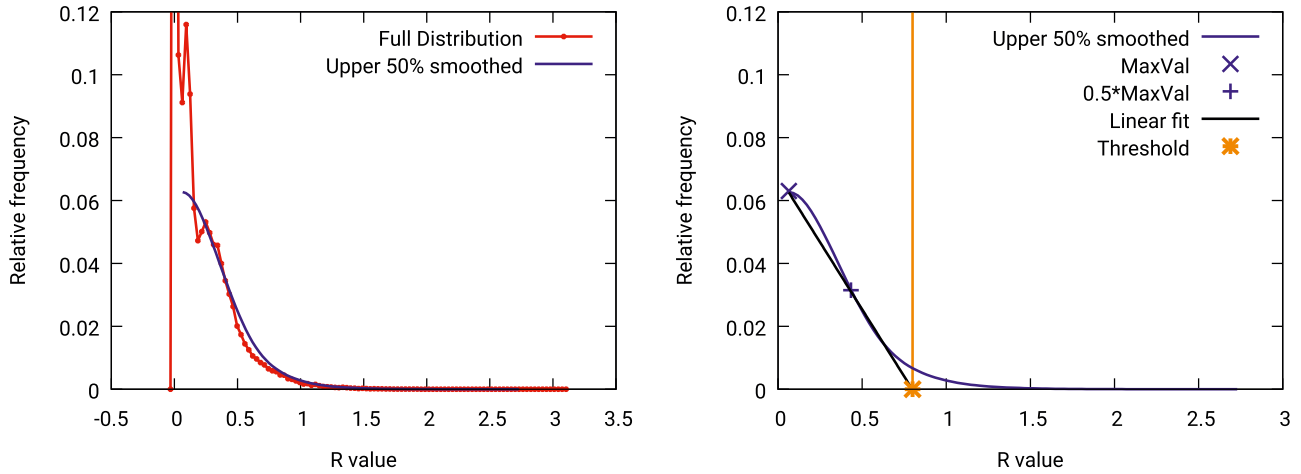 0.12
0.1
0.08
0.06
0.04
0.02
0
Relative frequency
Full Distribution
Upper 50% smoothed
-0.5 0 0.5 1 1.5 2 2.5 3 3.5
R value
0.12
0.1
0.08
0.06
0.04
0.02
0
Relative frequency
Upper 50% smoothed
MaxVal
0.5*MaxVal
Linear fit
Threshold
0 0.5 1 1.5 2 2.5 3
R value